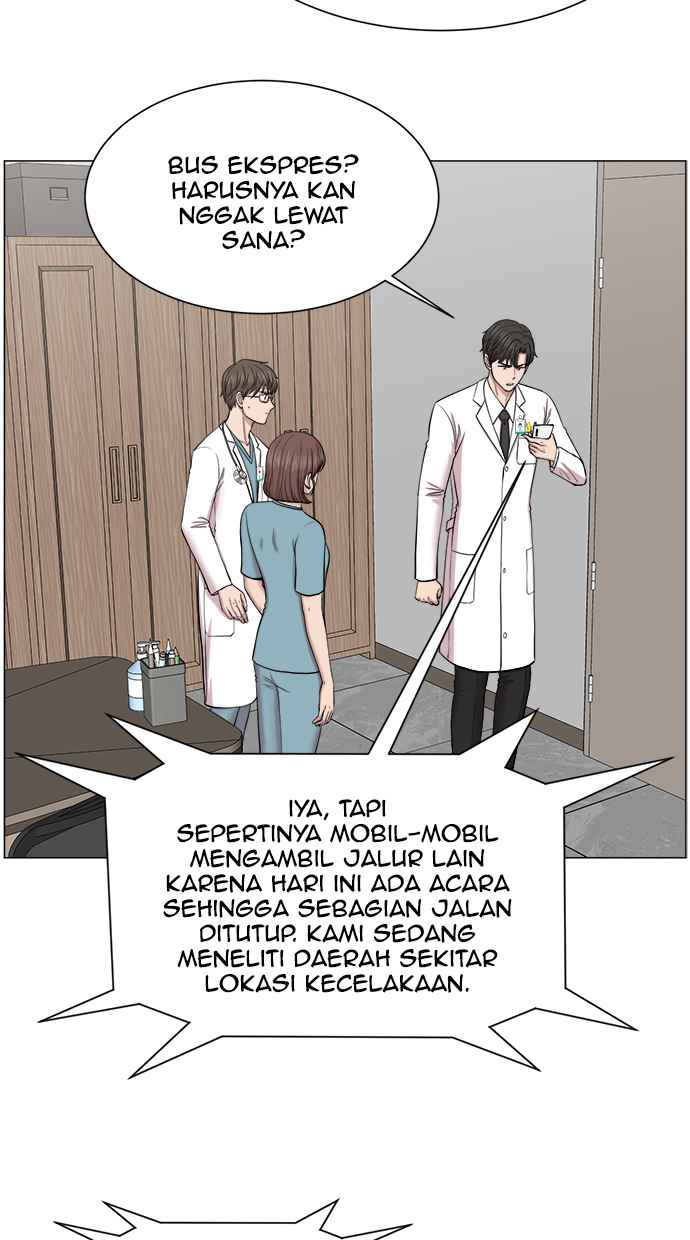 BUS EKSPRES?
HARUSNYA KAN
NGGAK LEWAT
SANA?
IYA, TAPI
SEPERTINYA MOBIL-MOBIL
MENGAMBIL JALUR LAIN
KARENA HARI INI ADA ACARA
SEHINGGA SEBAGIAN JALAN
DITUTUP. KAMI SEDANG
MENELITI DAERAH SEKITAR
LOKASI KECELAKAAN.